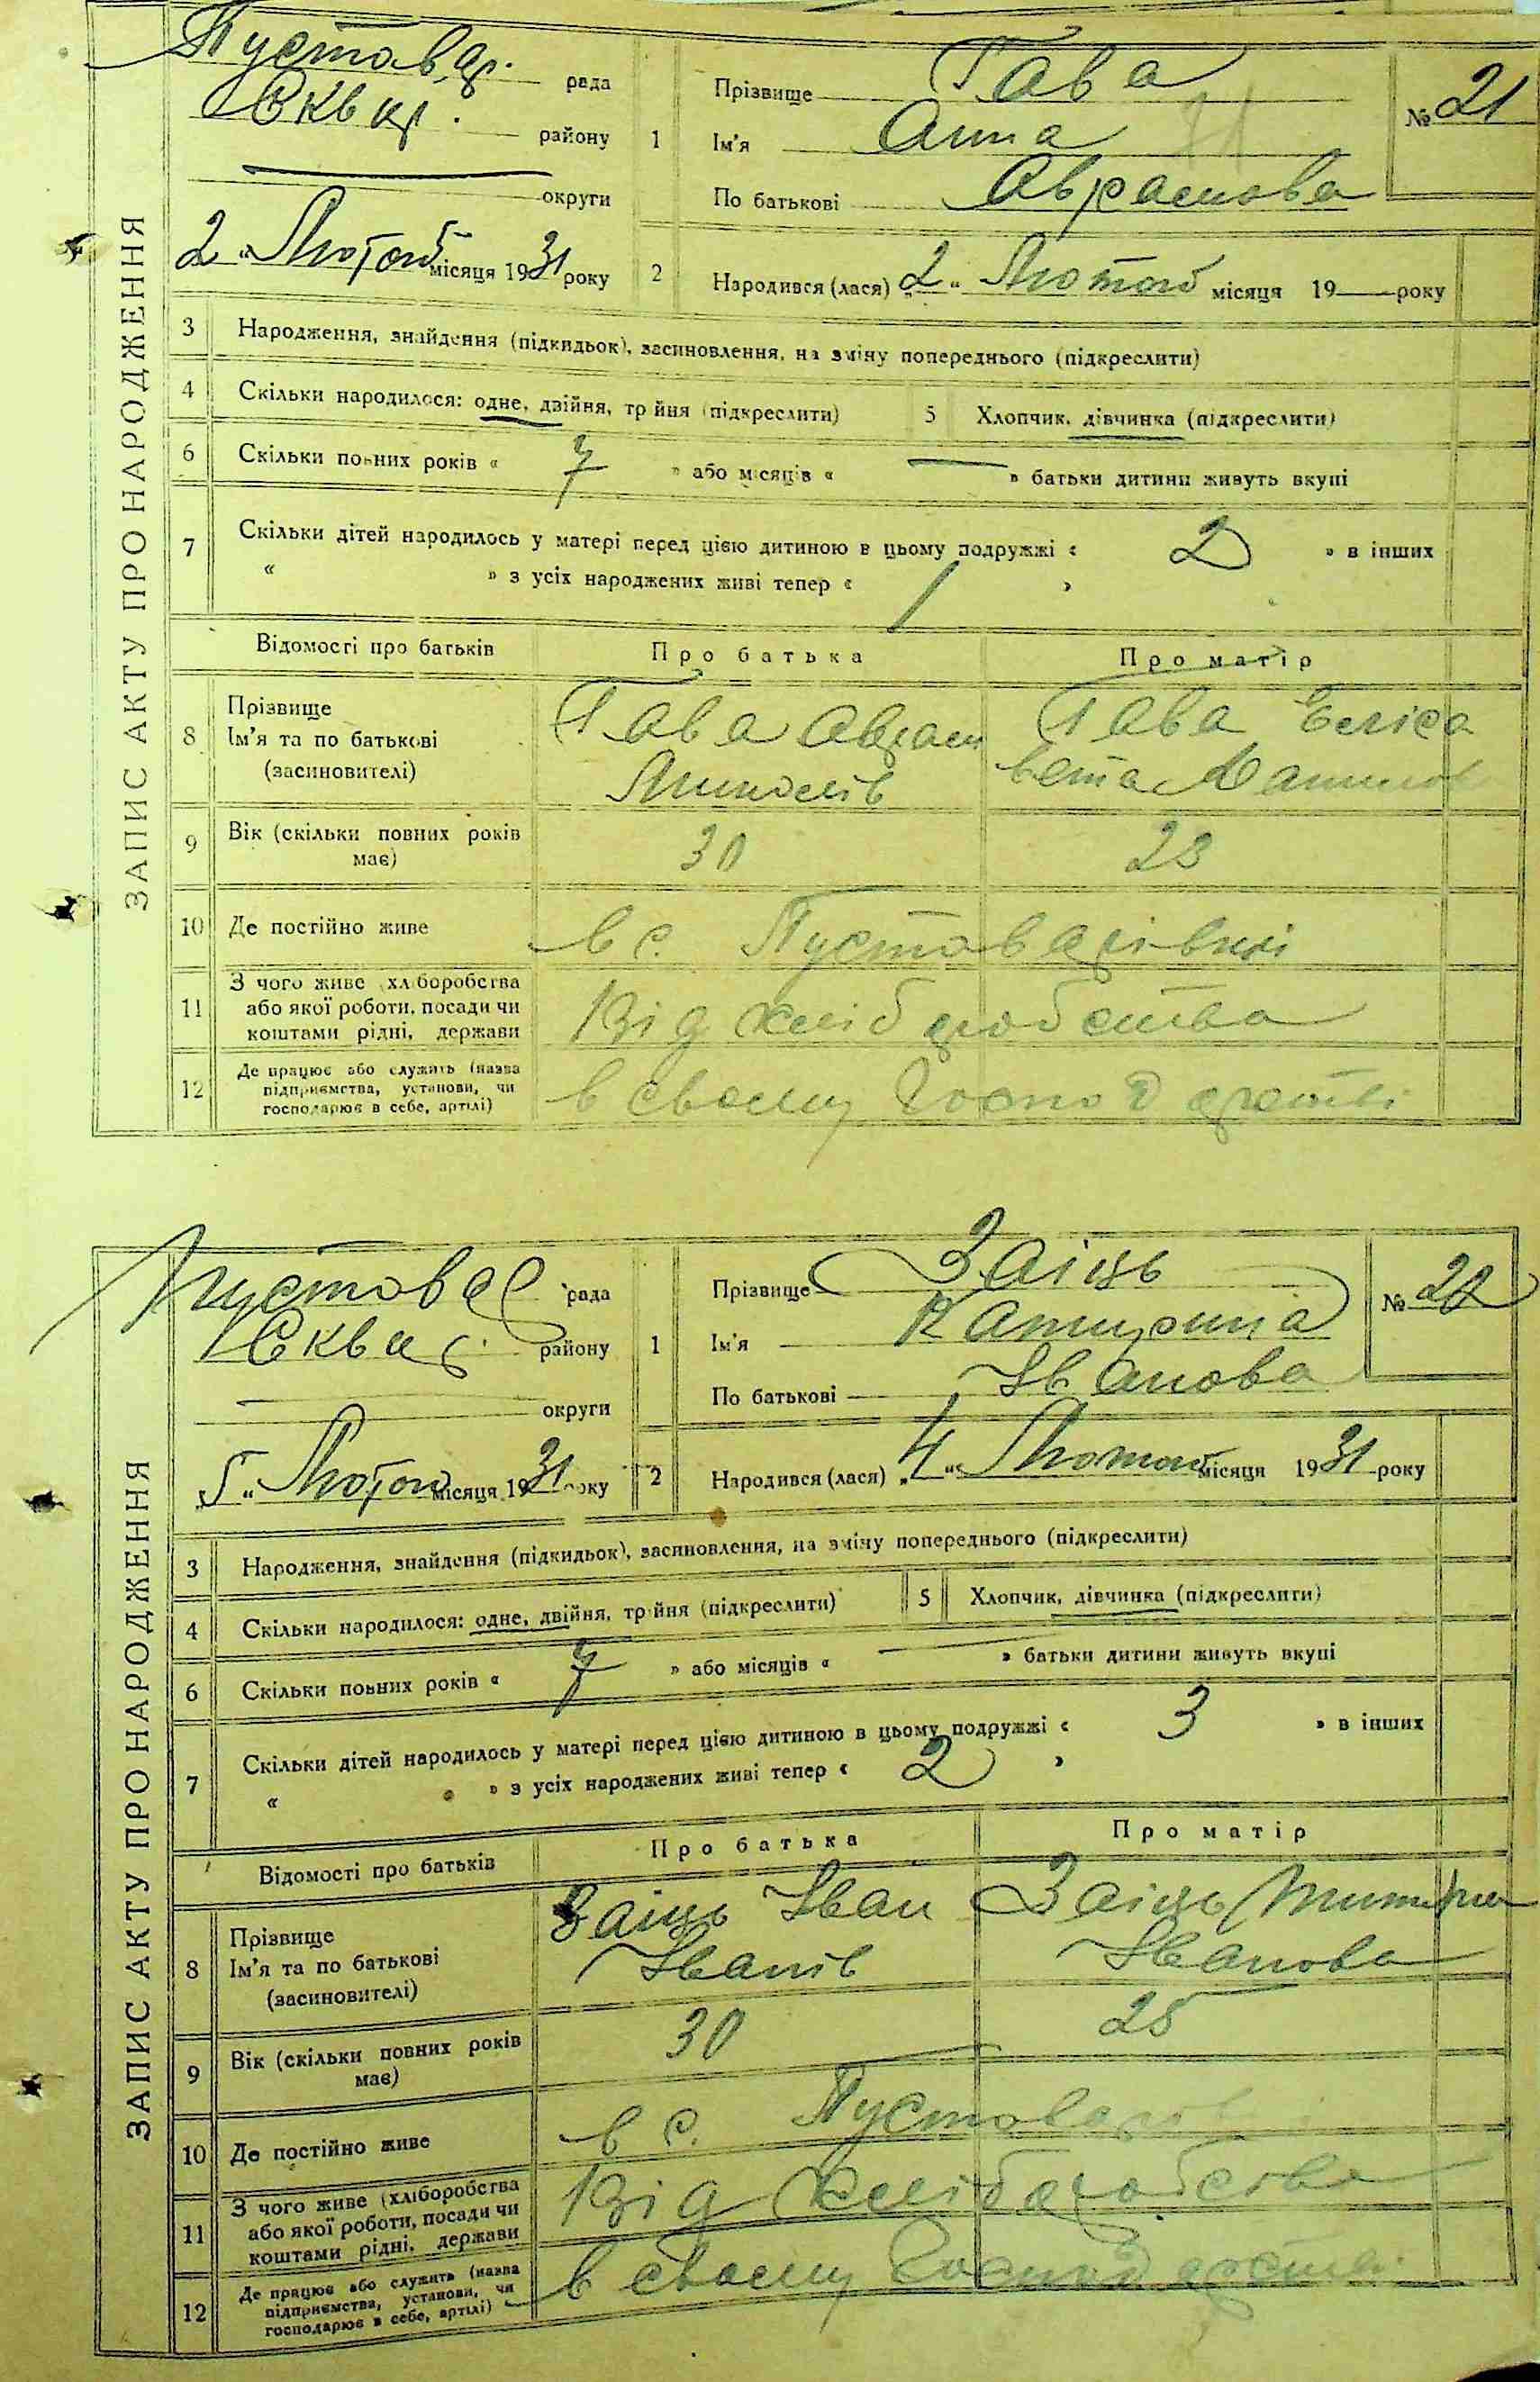 ЗАПИС АКТУ ПРО НАРОДЖЕННЯ
Пустовар. рада
Сквир. району
округи
2 " Лютого місяця 1931 року
1 Прізвище Гава
Ім'я Анна
По батькові Аврамова
№ 21
2 Народився (лася) „2" Лютого місяця 19 — року
3 Народження, знайдення (підкидьок), засиновлення, на зміну попереднього (підкреслити)
4 Скільки народилося: одне, двійня, трійня (підкреслити) 5 Хлопчик, дівчинка (підкреслити)
6 Скільки повних років « 7 » або місяців « — » батьки дитини живуть вкупі
7 Скільки дітей народилось у матері перед цією дитиною в цьому подружжі « 2 » в інших
« » з усіх народжених живі тепер « 1 »
Відомості про батьків Про батька Про матір
8 Прізвище Ім'я та по батькові (засиновителі)
Гава Аврам
Гава Єлиса
вета
9 Вік (скільки повних років має) 30 28
10 Де постійно живе в с. Пустоварівці
11 З чого живе (хліборобства або якої роботи, посади чи коштами рідні, держави Від хліборобства
12 Де працює або служить (назва підприємства, установи, чи господарює в себе, артілі) в своєму господарстві
ЗАПИС АКТУ ПРО НАРОДЖЕННЯ
Пустовар рада
Сквир. району
округи
„5" Лютого місяця 1931 року
1 Прізвище Заіць
Ім'я Катирина
По батькові Іванова
№ 22
2 Народився (лася) „4" Лютого місяця 1931 року
3 Народження, знайдення (підкидьок), засиновлення, на зміну попереднього (підкреслити)
4 Скільки народилося: одне, двійня, трійня (підкреслити) 5 Хлопчик, дівчинка (підкреслити)
6 Скільки повних років « 7 » або місяців « — » батьки дитини живуть вкупі
7 Скільки дітей народилось у матері перед цією дитиною в цьому подружжі « 3 » в інших
« » з усіх народжених живі тепер « 2 »
Відомості про батьків Про батька Про матір
8 Прізвище Ім'я та по батькові (засиновителі)
Заіць Іван
Іванів
Заіць
Іванова
9 Вік (скільки повних років має) 30 25
10 Де постійно живе в с. Пустоварів
11 З чого живе (хліборобства або якої роботи, посади чи коштами рідні, держави Від хліборобства
12 Де працює або служить (назва підприємства, установи, чи господарює в себе, артілі) в своєму господарстві